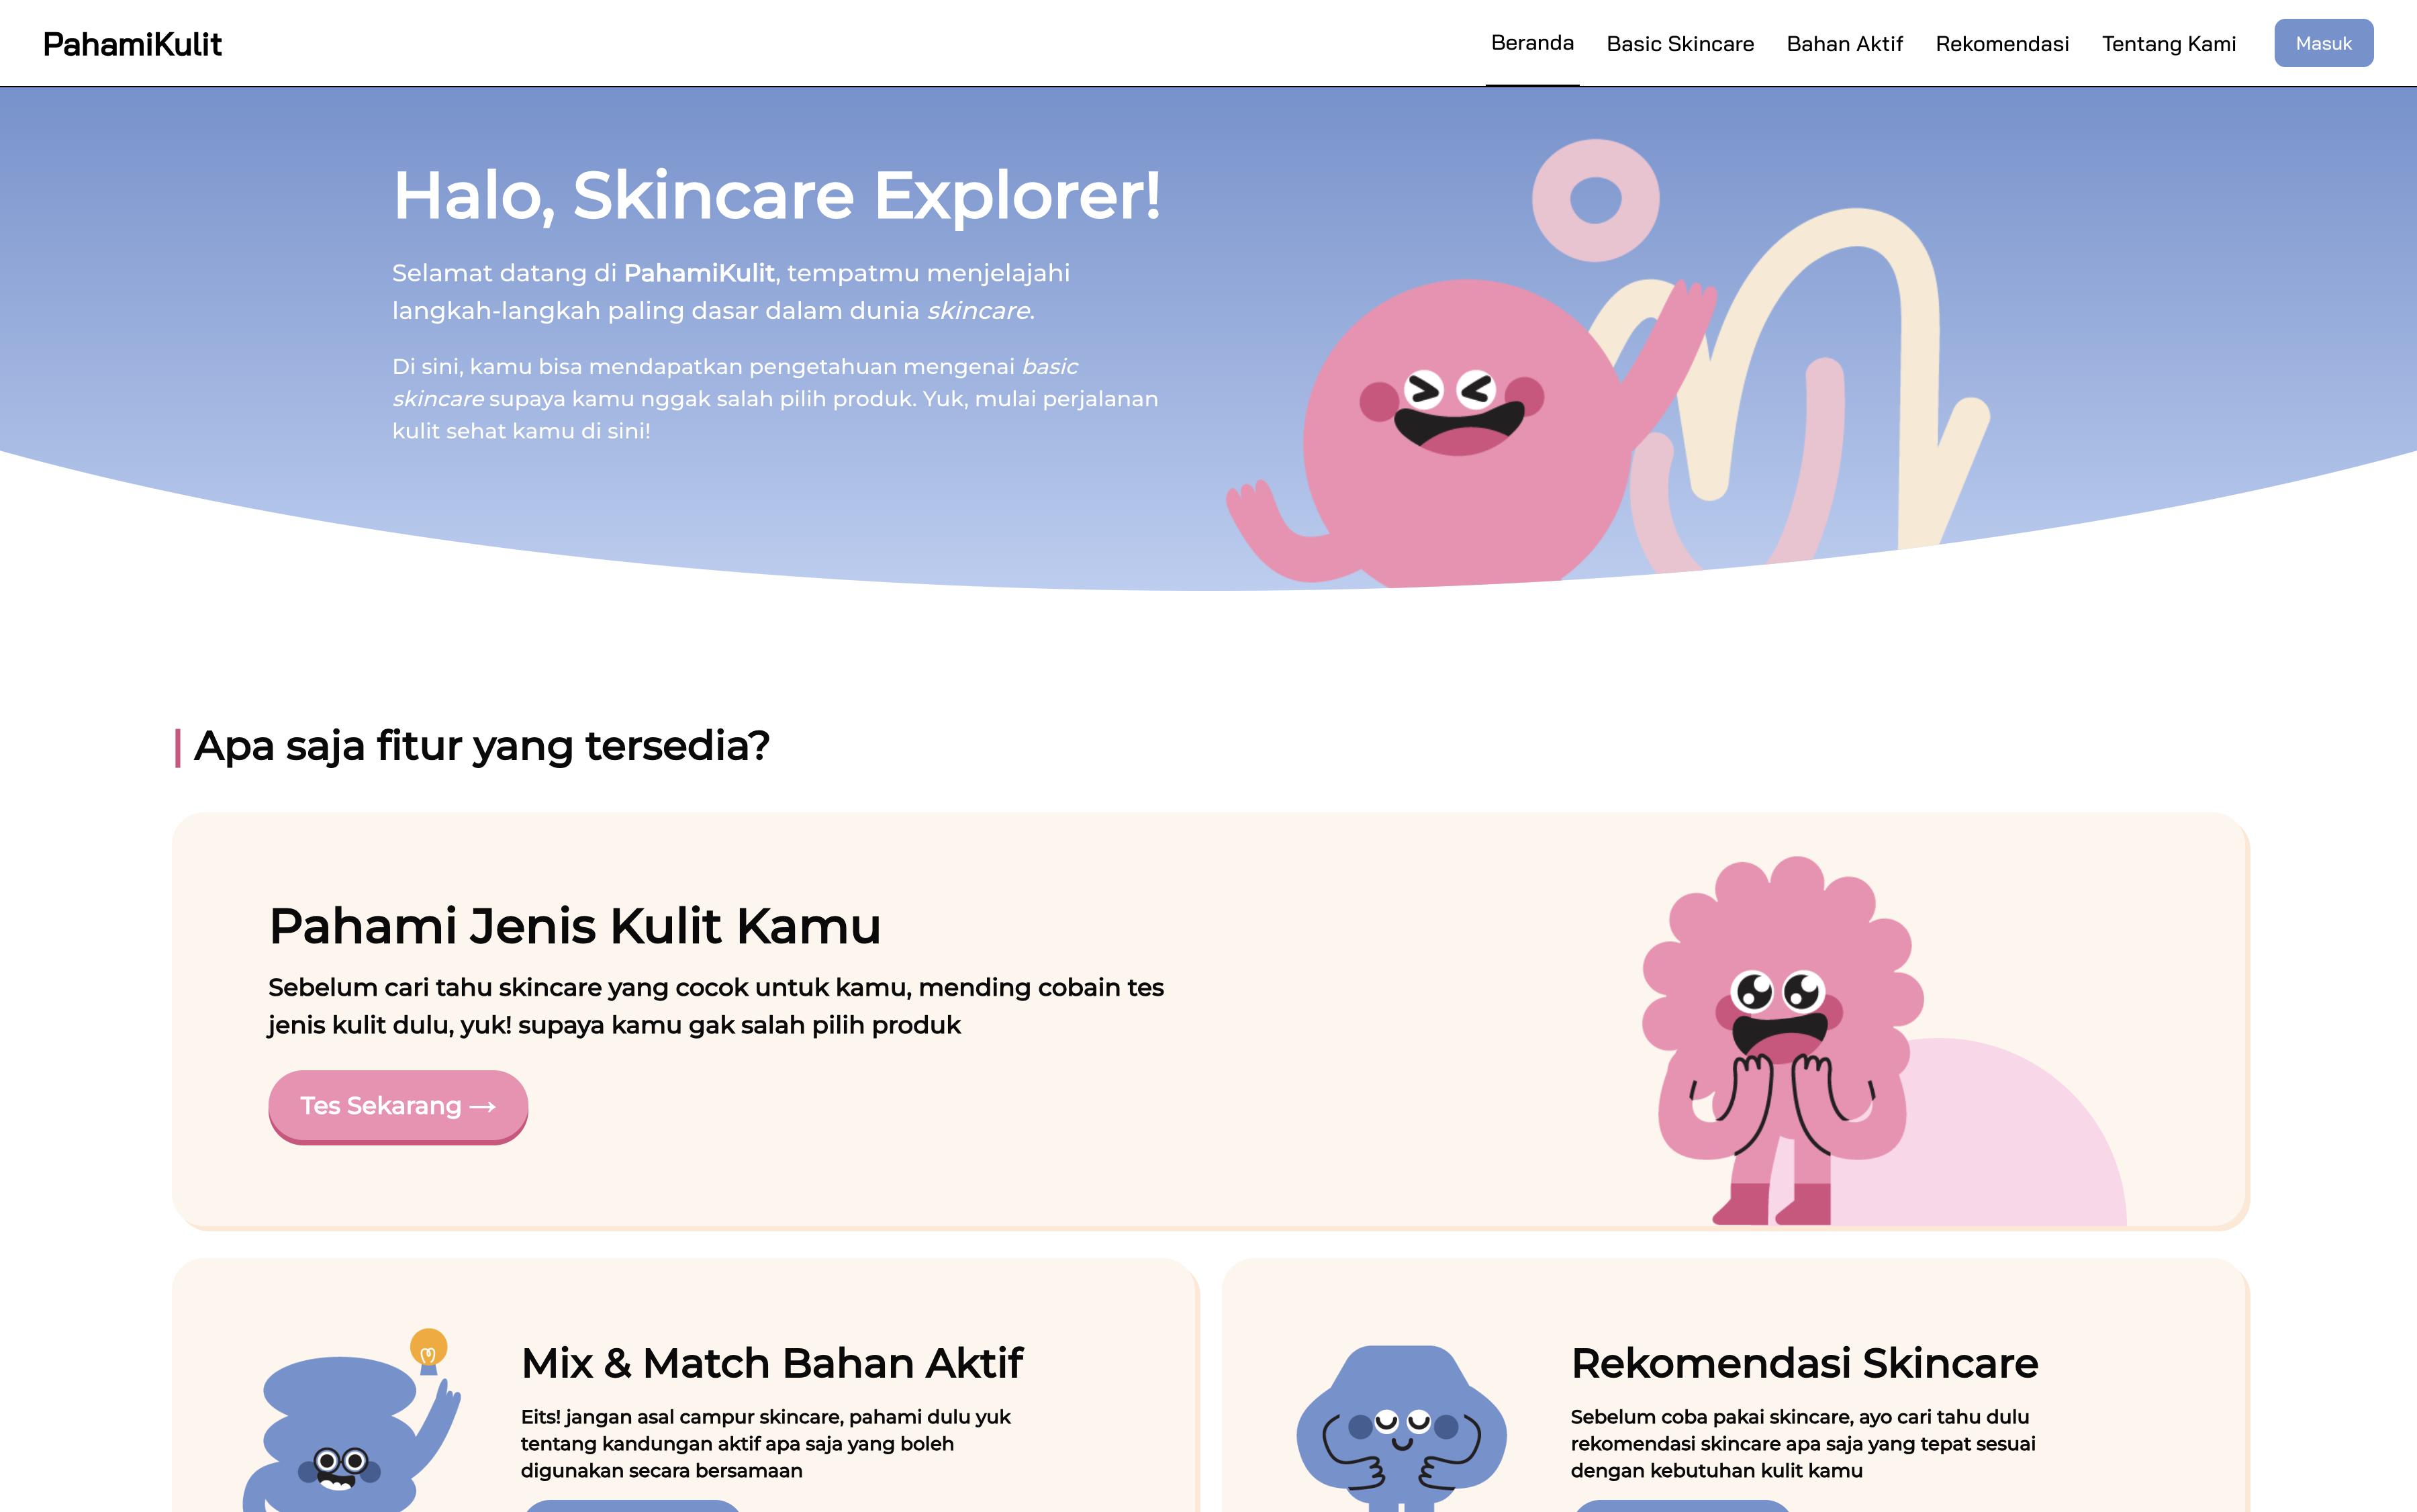 PahamiKulit
Beranda
Basic Skincare
Bahan Aktif
Rekomendasi
Tentang Kami
Masuk
Halo, Skincare Explorer!
Selamat datang di PahamiKulit, tempatmu menjelajahi
langkah-langkah paling dasar dalam dunia skincare.
Di sini, kamu bisa mendapatkan pengetahuan mengenai basic
skincare supaya kamu nggak salah pilih produk. Yuk, mulai perjalanan
kulit sehat kamu di sini!
Apa saja fitur yang tersedia?
Pahami Jenis Kulit Kamu
Sebelum cari tahu skincare yang cocok untuk kamu, mending cobain tes
jenis kulit dulu, yuk! supaya kamu gak salah pilih produk
Tes Sekarang →
Mix & Match Bahan Aktif
Eits! jangan asal campur skincare, pahami dulu yuk
tentang kandungan aktif apa saja yang boleh
digunakan secara bersamaan
Rekomendasi Skincare
Sebelum coba pakai skincare, ayo cari tahu dulu
rekomendasi skincare apa saja yang tepat sesuai
dengan kebutuhan kulit kamu